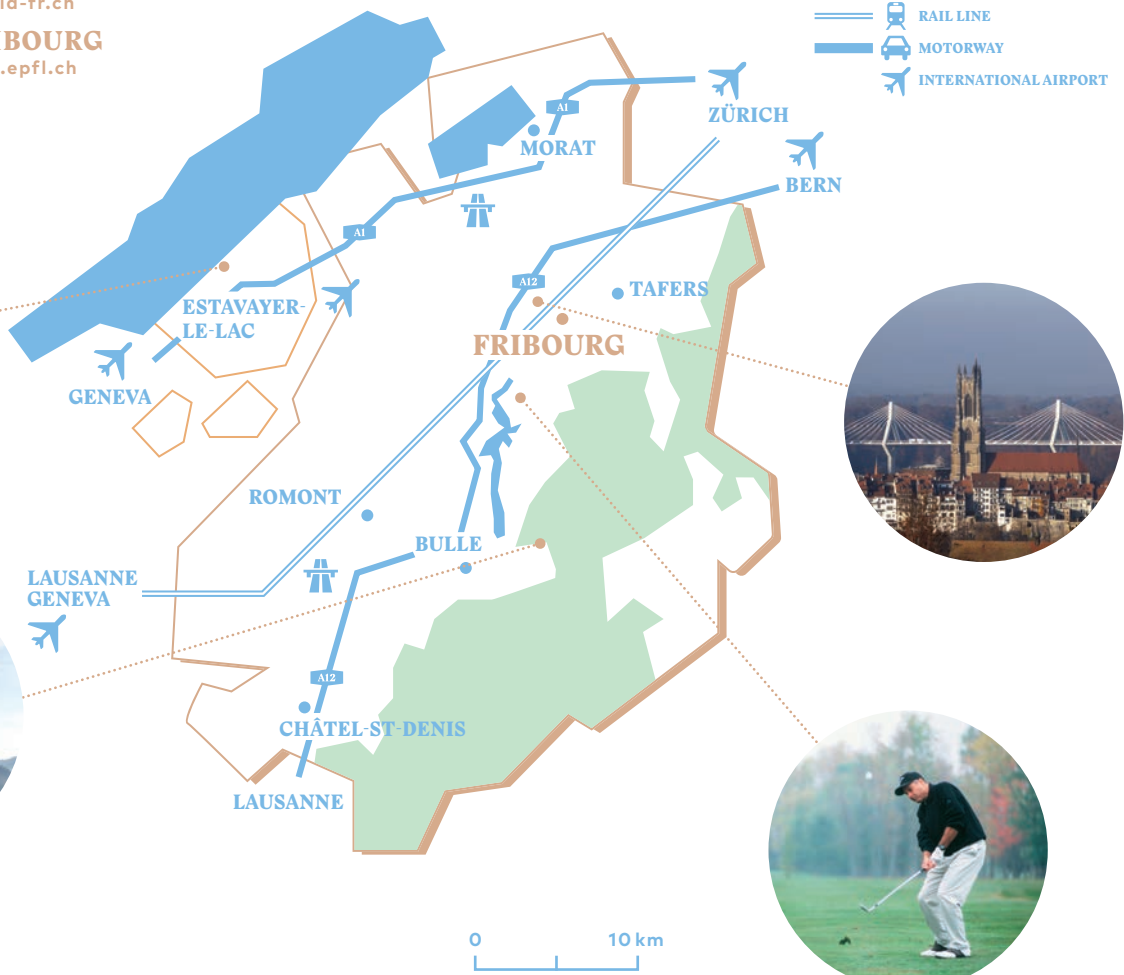 IBOURG
.epfl.ch
RAIL LINE
MOTORWAY
INTERNATIONAL AIRPORT
ZÜRICH
A1
MORAT
BERN
A1
A12
TAFERS
ESTAVAYER-
LE-LAC
FRIBOURG
GENEVA
ROMONT
BULLE
LAUSANNE
GENEVA
A12
CHÂTEL-ST-DENIS
LAUSANNE
0
10 km